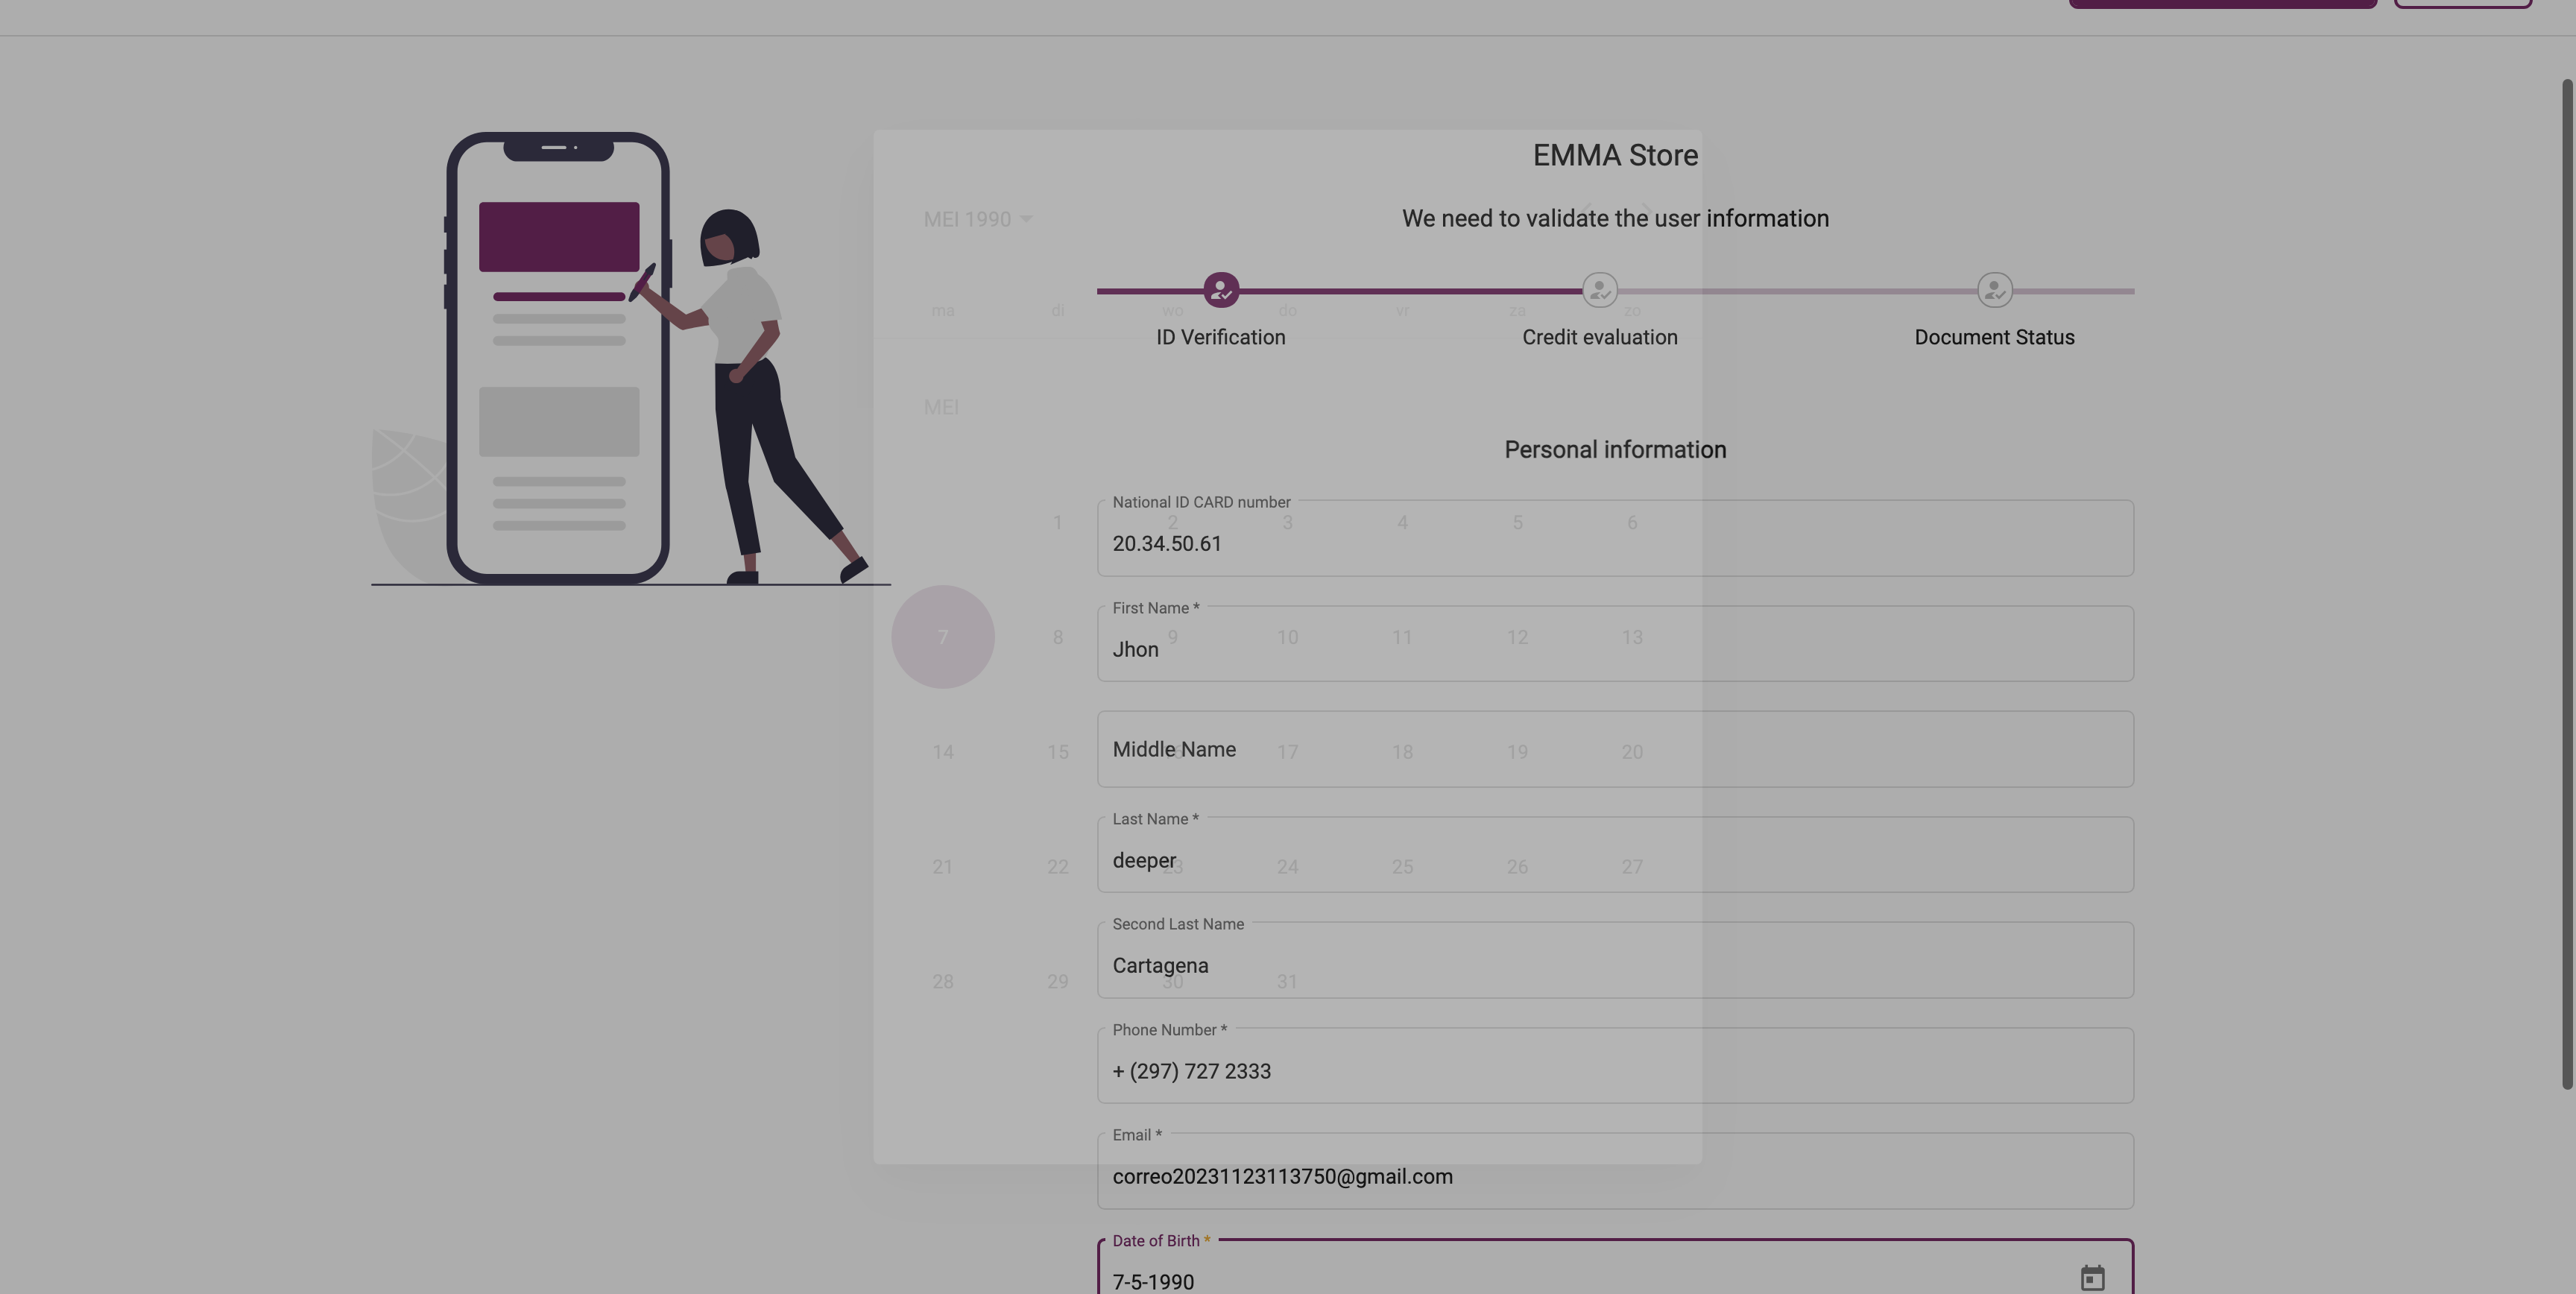 EMMA Store
MEI 1990
We need to validate the user information
ma di wo do vr za zo
ID Verification Credit evaluation Document Status
MEI
Personal information
National ID CARD number
1 2 3 4 5 6
20.34.50.61
First Name *
7 8 9 10 11 12 13
Jhon
Middle Name
14 15 16 17 18 19 20
Last Name *
deeper
21 22 23 24 25 26 27
Second Last Name
Cartagena
28 29 30 31
Phone Number *
+ (297) 727 2333
Email *
correo20231123113750@gmail.com
Date of Birth *
7-5-1990